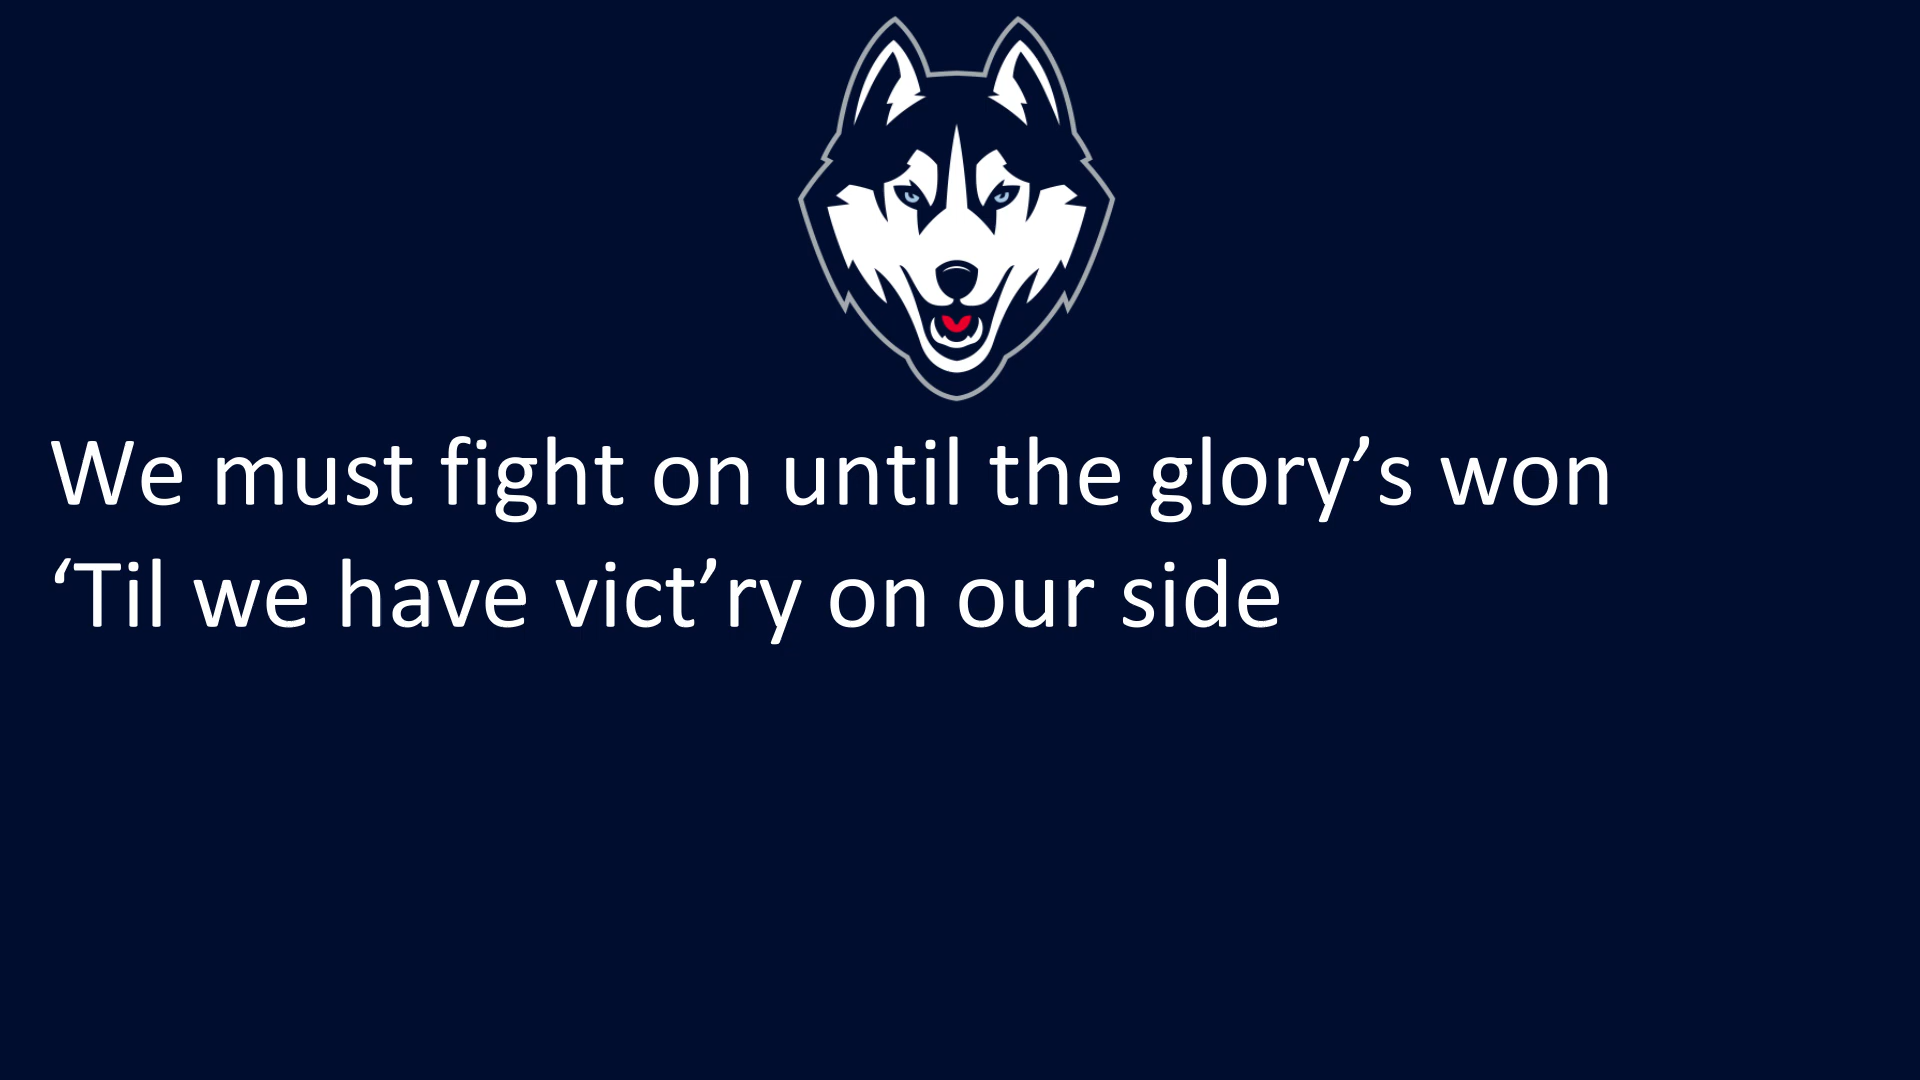 We must fight on until the glory’s won
‘Til we have vict’ry on our side